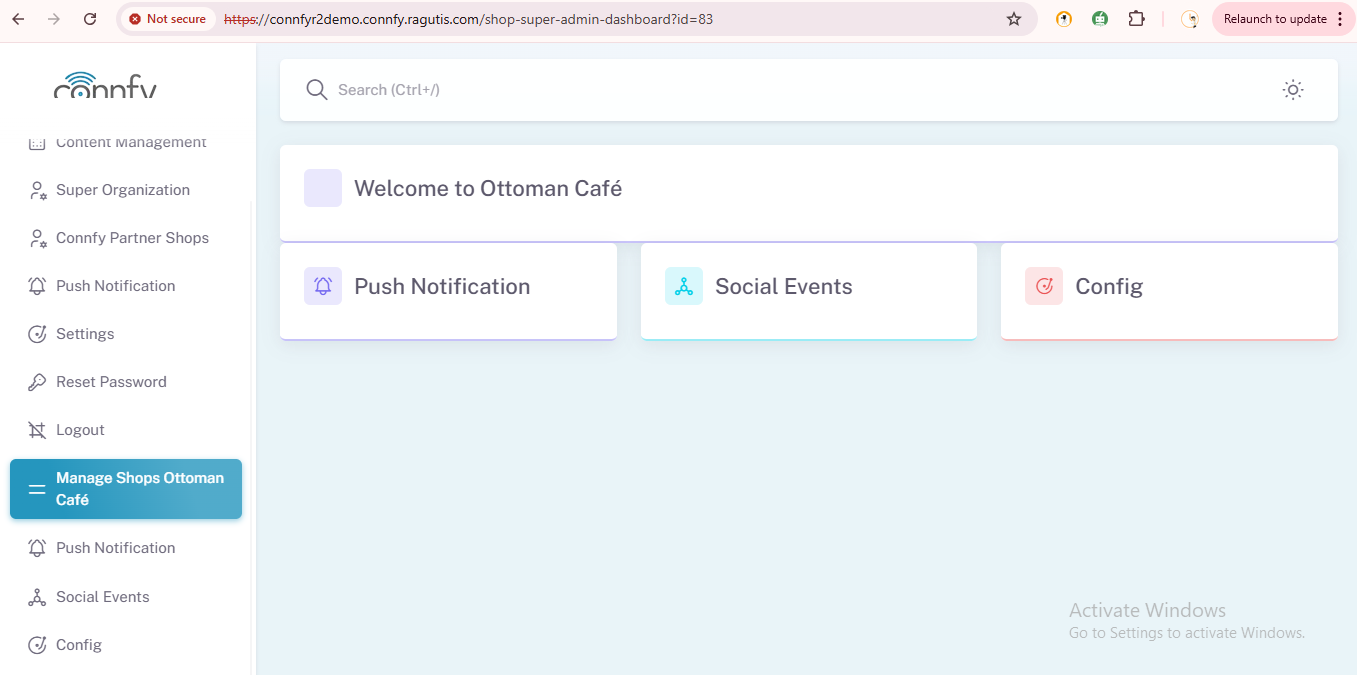 Not secure
https://connfyr2demo.connfy.ragutis.com/shop-super-admin-dashboard?id=83
Relaunch to update
connfy
Content Management
Super Organization
Connfy Partner Shops
Push Notification
Settings
Reset Password
Logout
Manage Shops Ottoman
Café
Push Notification
Social Events
Config
Search (Ctrl+/)
Welcome to Ottoman Café
Push Notification
Social Events
Config
Activate Windows
Go to Settings to activate Windows.